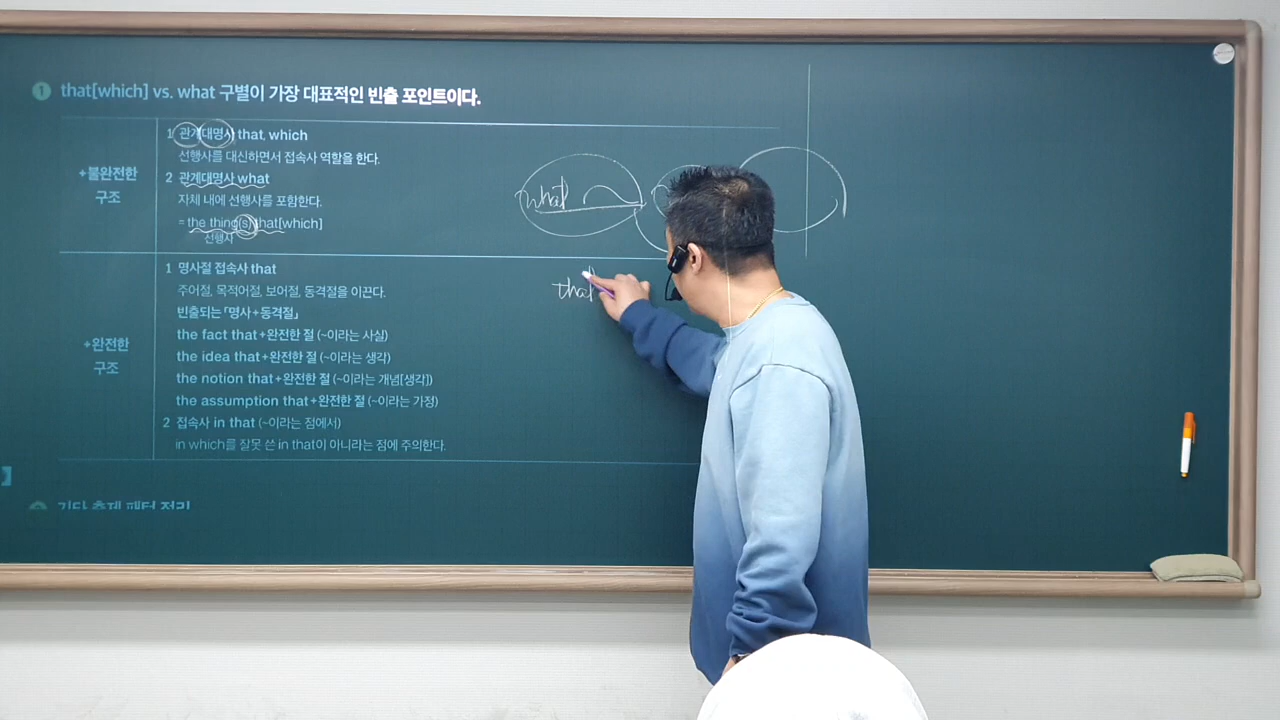 1 that[which] vs. what 구별이 가장 대표적인 빈출 포인트이다.
+불완전한
구조
1 관계대명사 that, which
선행사를 대신하면서 접속사 역할을 한다.
2 관계대명사 what
자체 내에 선행사를 포함한다.
= the thing(s) that[which]
선행사
+완전한
구조
1 명사절 접속사 that
주어절, 목적어절, 보어절, 동격절을 이끈다.
빈출되는 「명사+동격절」
the fact that+완전한 절 (~이라는 사실)
the idea that+완전한 절 (~이라는 생각)
the notion that+완전한 절 (~이라는 개념[생각])
the assumption that+완전한 절 (~이라는 가정)
2 접속사 in that (~이라는 점에서)
in which를 잘못 쓴 in that이 아니라는 점에 주의한다.
what
that